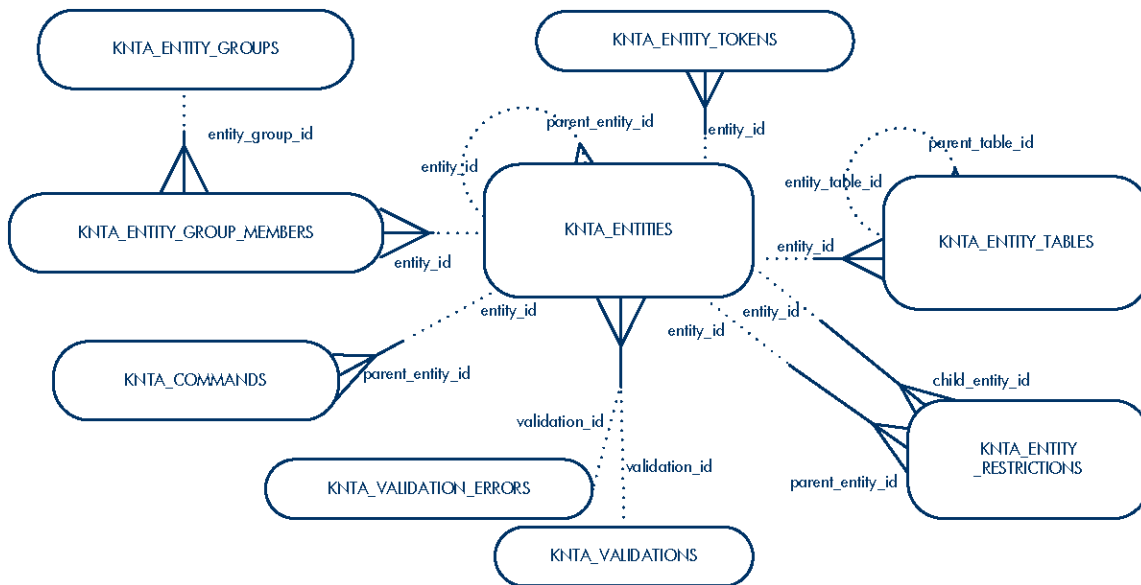 KNTA_ENTITY_GROUPS
KNTA_ENTITY_TOKENS
entity_group_id
parent_entity_id
entity_id
parent_table_id
entity_id
entity_table_id
KNTA_ENTITY_GROUP_MEMBERS
KNTA_ENTITIES
KNTA_ENTITY_TABLES
entity_id
entity_id
entity_id
entity_id
entity_id
KNTA_COMMANDS
parent_entity_id
child_entity_id
validation_id
KNTA_ENTITY
_RESTRICTIONS
validation_id
parent_entity_id
KNTA_VALIDATION_ERRORS
KNTA_VALIDATIONS